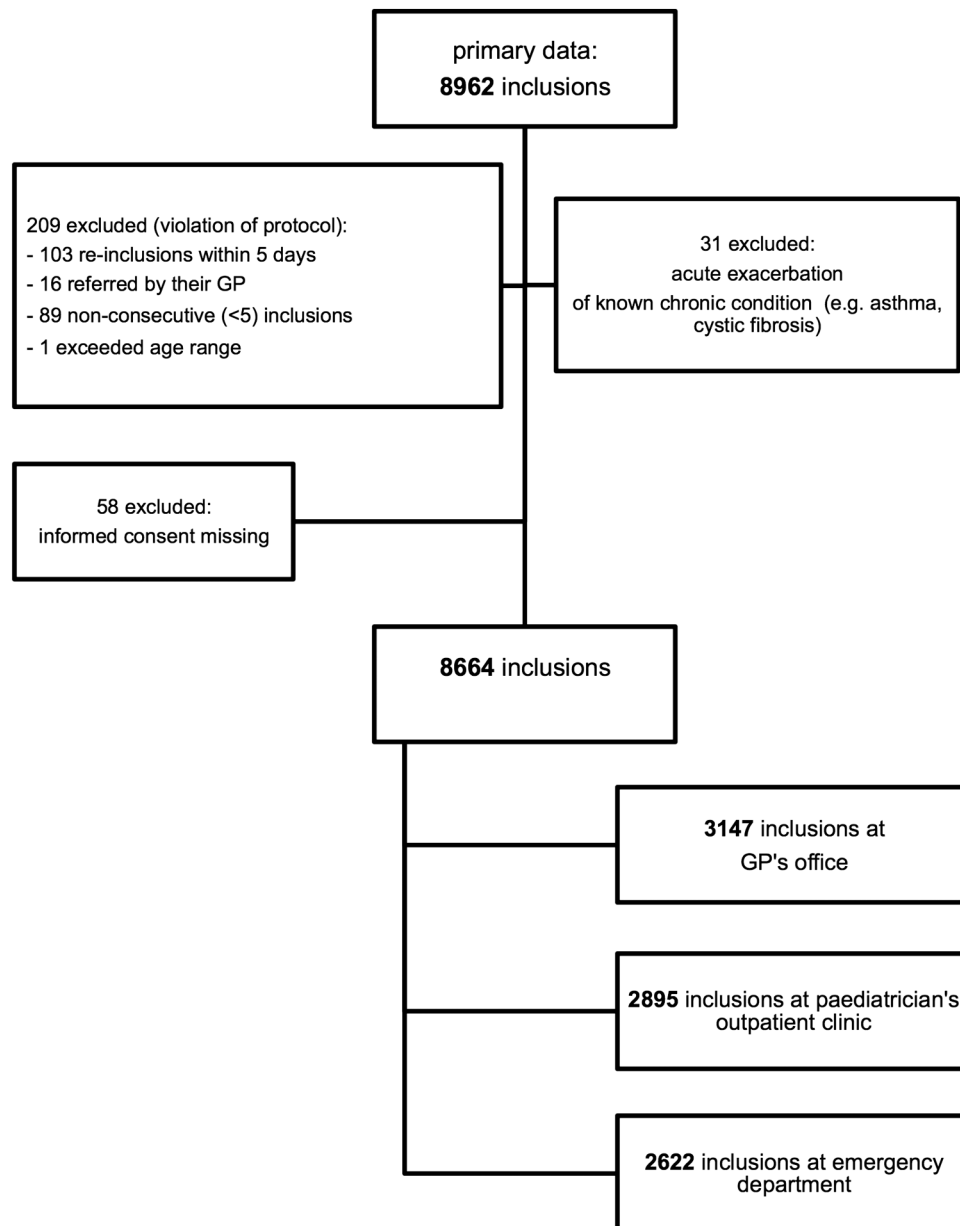 primary data:
8962 inclusions
209 excluded (violation of protocol):
- 103 re-inclusions within 5 days
- 16 referred by their GP
- 89 non-consecutive (<5) inclusions
- 1 exceeded age range
31 excluded:
acute exacerbation
of known chronic condition (e.g. asthma,
cystic fibrosis)
58 excluded:
informed consent missing
8664 inclusions
3147 inclusions at
GP's office
2895 inclusions at paediatrician's
outpatient clinic
2622 inclusions at emergency
department